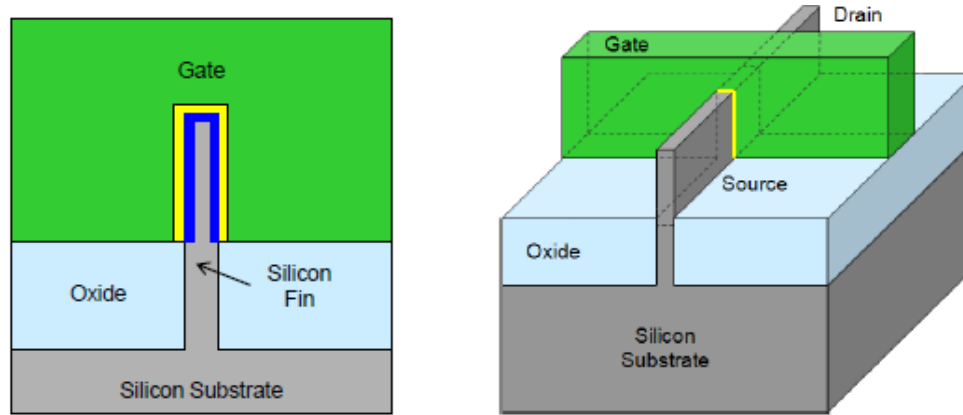 Gate
Oxide
Silicon
Fin
Silicon Substrate
Drain
Gate
Source
Oxide
Silicon
Substrate